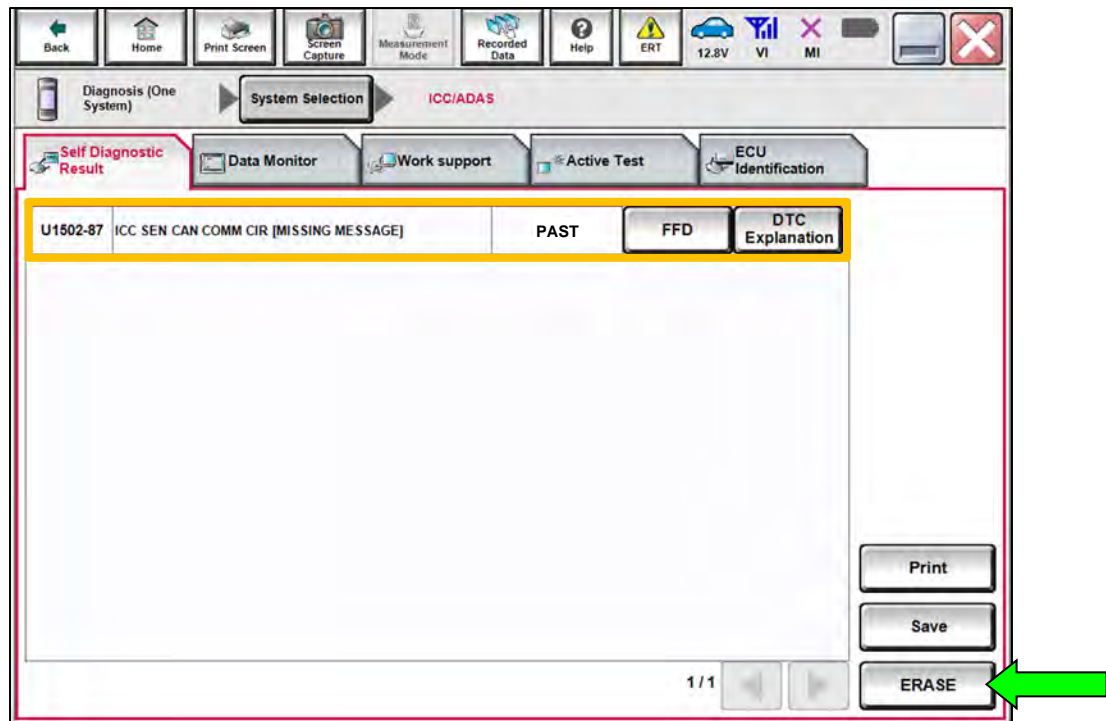 Back
Home
Print Screen
Screen
Capture
Measurement
Mode
Recorded
Data
Help
ERT
12.8V
VI
MI
Diagnosis (One
System)
System Selection
ICC/ADAS
Self Diagnostic
Result
Data Monitor
Work support
Active Test
ECU
Identification
U1502-87 ICC SEN CAN COMM CIR [MISSING MESSAGE] PAST FFD
DTC
Explanation
Print
Save
1/1
ERASE